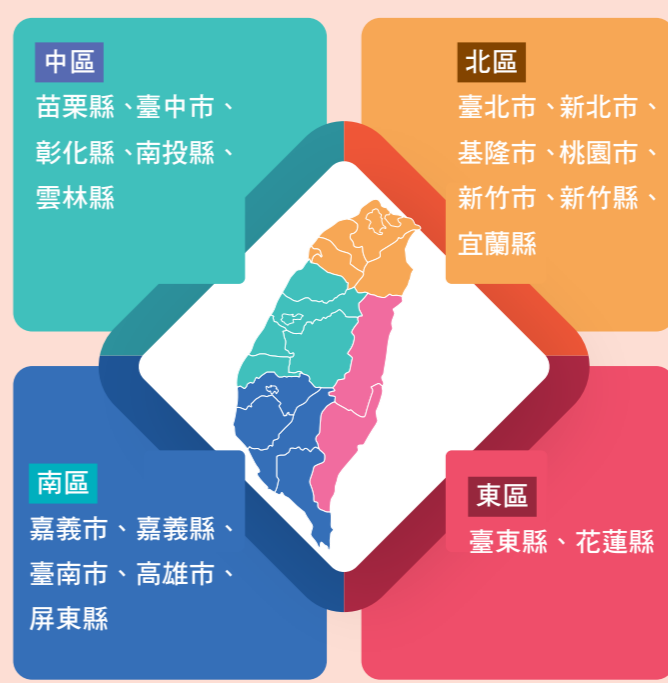 中區
苗栗縣、臺中市、
彰化縣、南投縣、
雲林縣
北區
臺北市、新北市、
基隆市、桃園市、
新竹市、新竹縣、
宜蘭縣
南區
嘉義市、嘉義縣、
臺南市、高雄市、
屏東縣
東區
臺東縣、花蓮縣